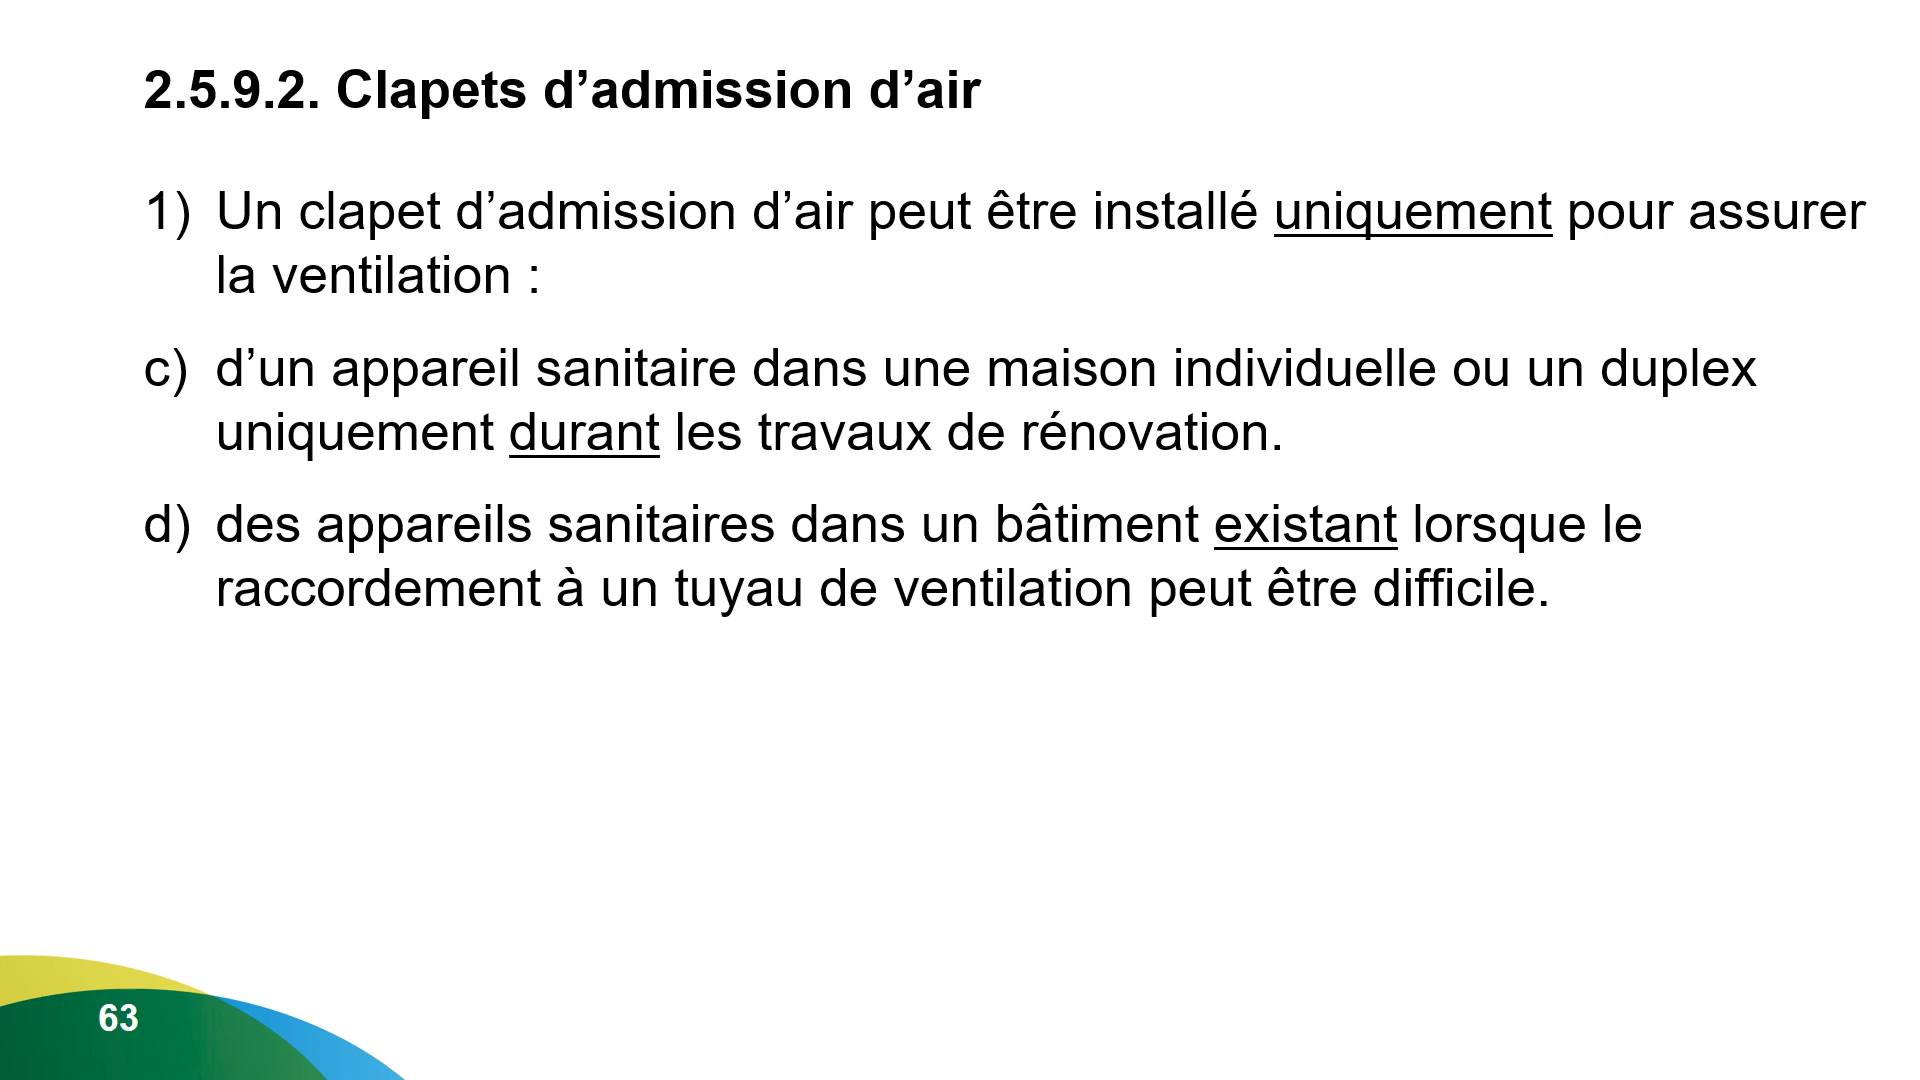 2.5.9.2. Clapets d’admission d’air
1) Un clapet d’admission d’air peut être installé uniquement pour assurer
la ventilation :
c) d’un appareil sanitaire dans une maison individuelle ou un duplex
uniquement durant les travaux de rénovation.
d) des appareils sanitaires dans un bâtiment existant lorsque le
raccordement à un tuyau de ventilation peut être difficile.
63